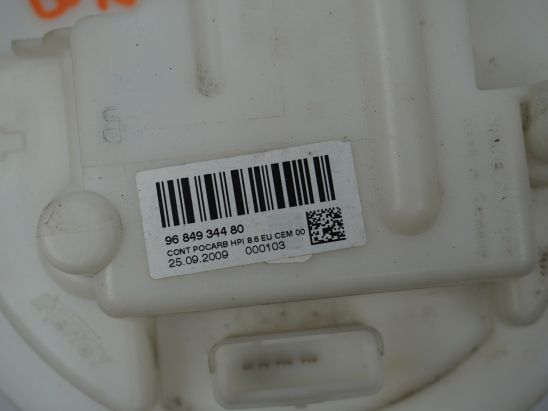 96 849 344 80
CONT POCARB HPI 8.6 EU CEM 00
25.09.2009 000103